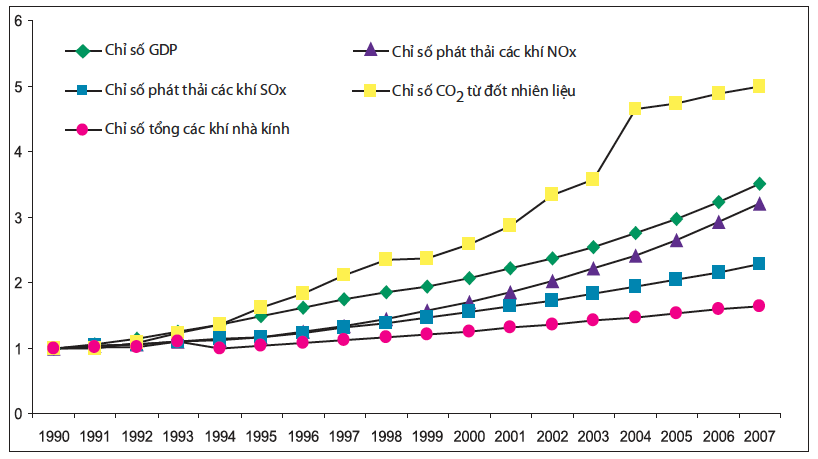 6
5
4
3
2
1
0
Chỉ số GDP
Chỉ số phát thải các khí NOx
Chỉ số phát thải các khí SOx
Chỉ số CO2 từ đốt nhiên liệu
Chỉ số tổng các khí nhà kính
1990 1991 1992 1993 1994 1995 1996 1997 1998 1999 2000 2001 2002 2003 2004 2005 2006 2007